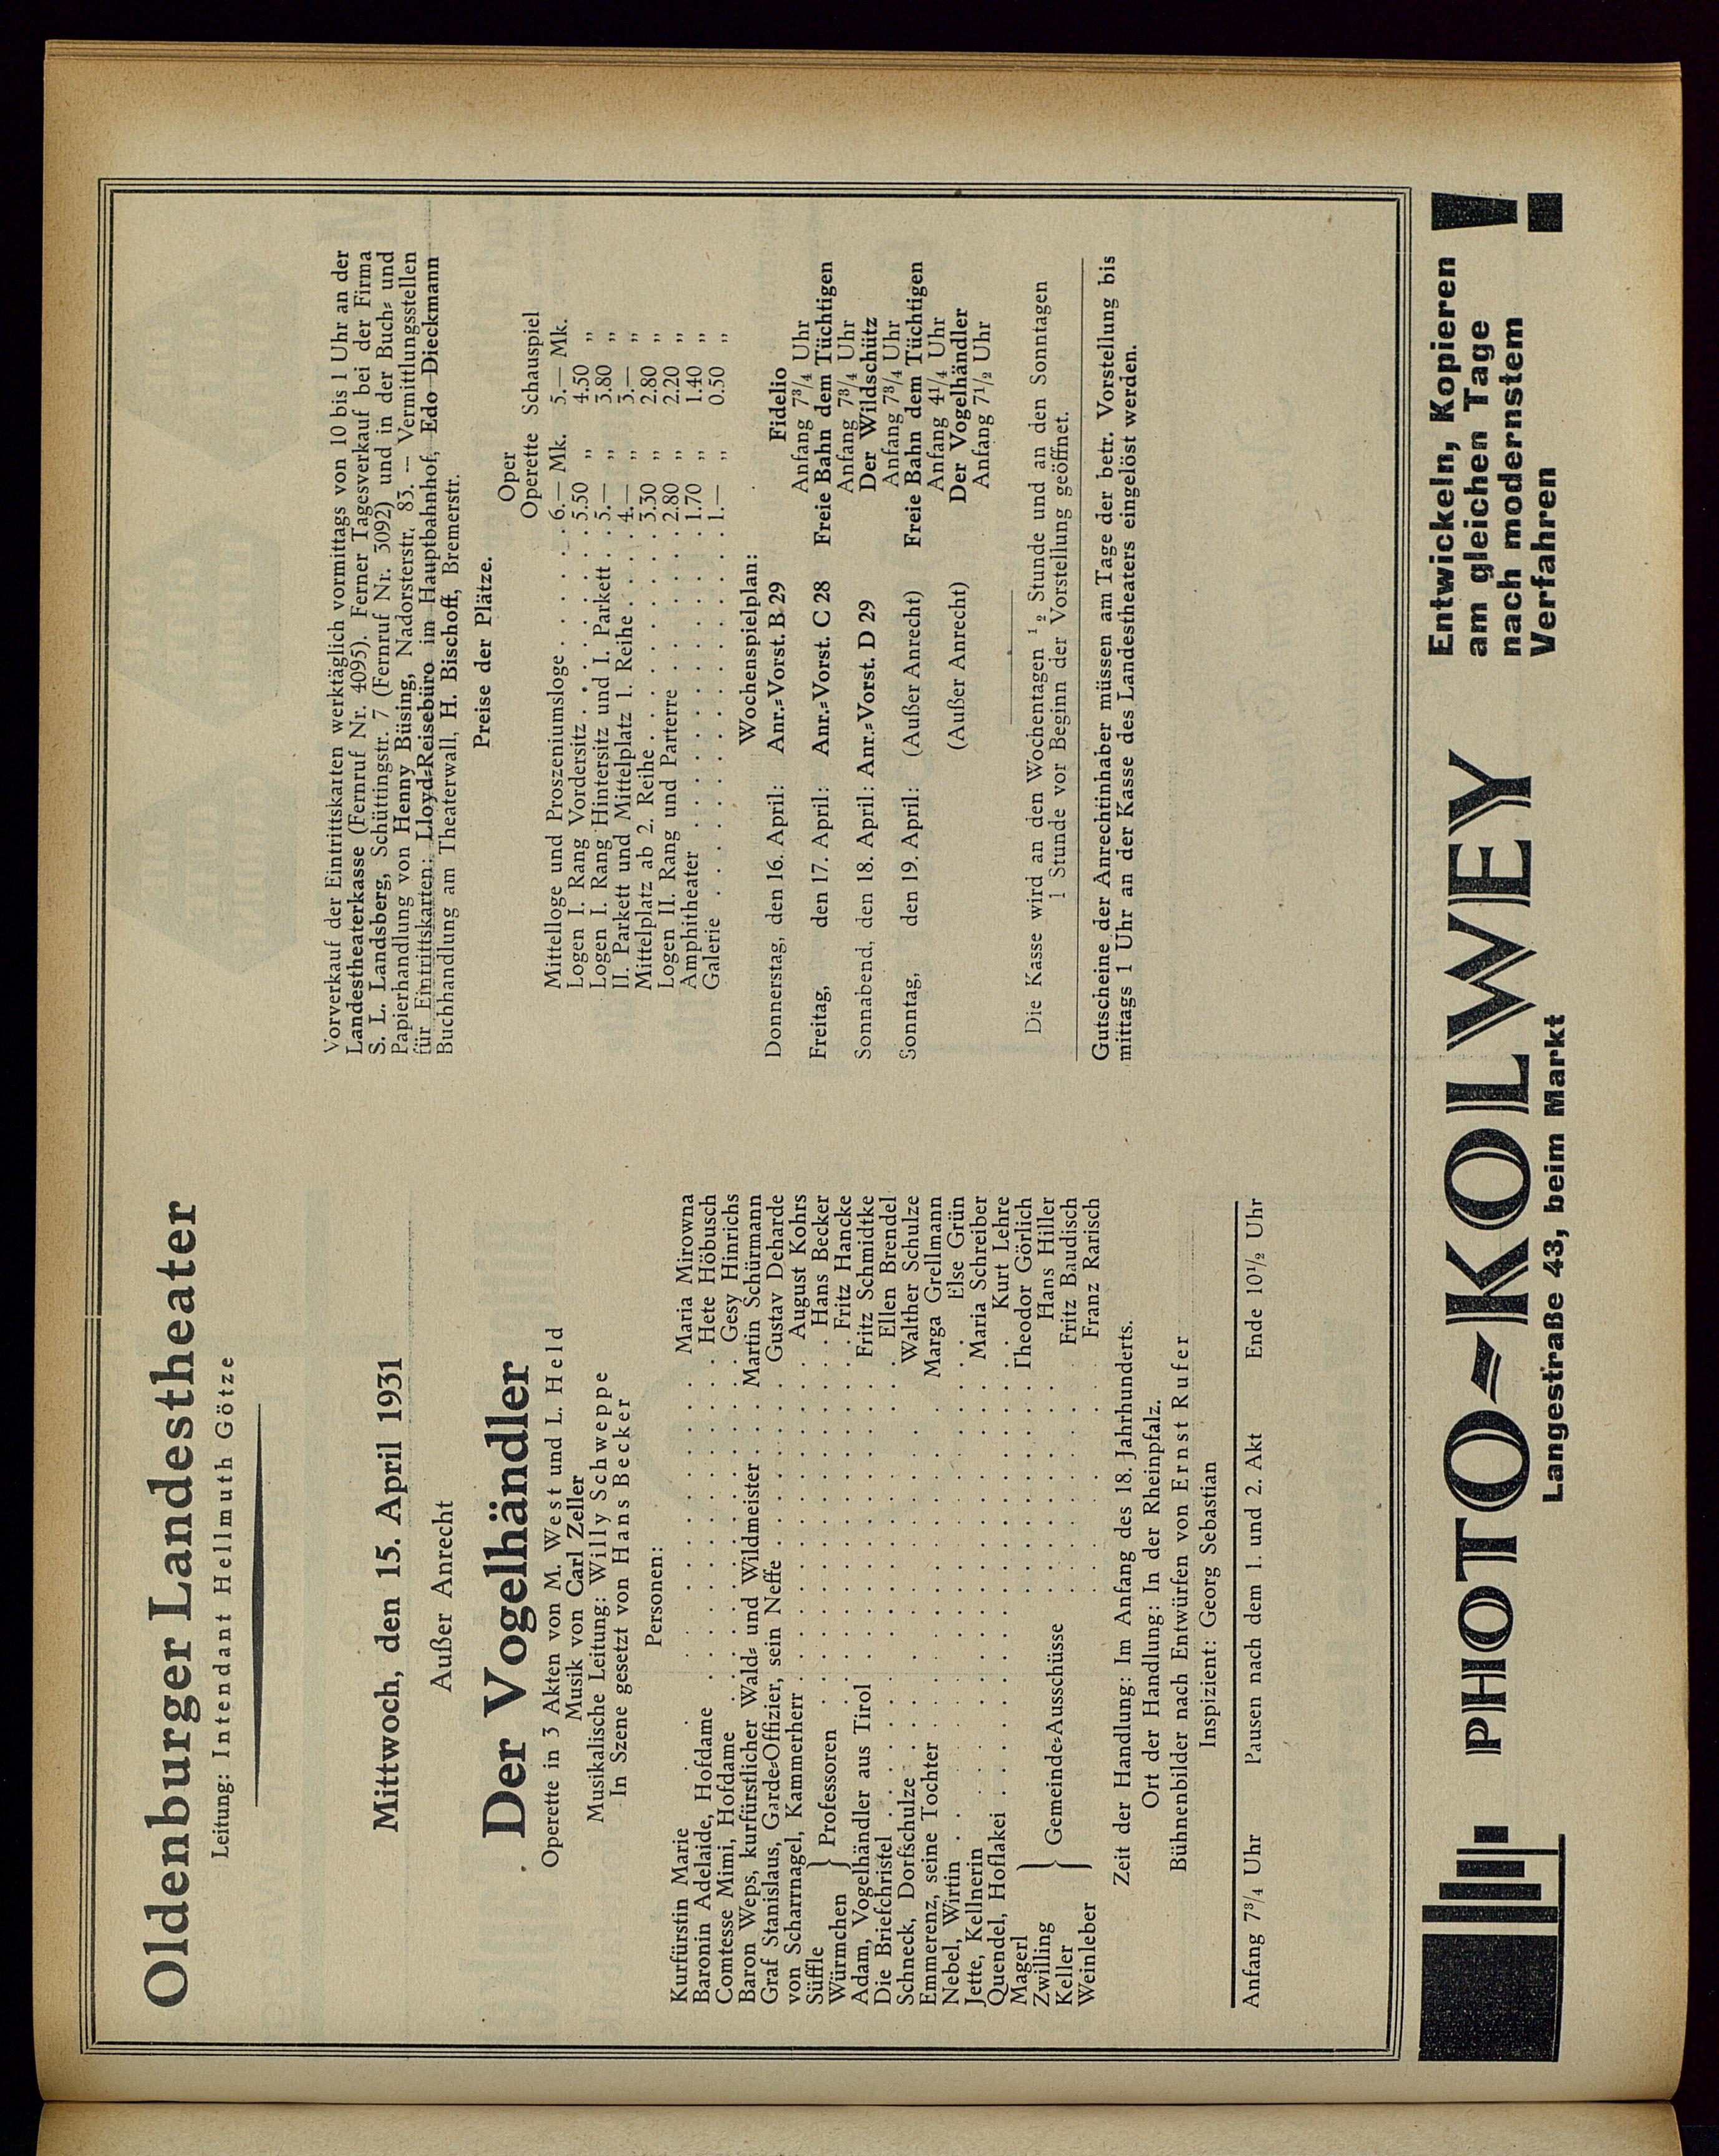 Oldenburger Landestheater
Leitung: Intendant Hellmuth Götze
Mittwoch, den 15. April 1931
Außer Anrecht
Der Vogelhändler
Operette in 3 Akten von M. West und L. Held
Musik von Carl Zeller
Musikalische Leitung: Willy Schweppe
In Szene gesetzt von Hans Becker
Personen:
Kurfürstin Marie . . . . . . . . . . Maria Mirowna
Baronin Adelaide, Hofdame . . . . . . . . . . Hete Höbusch
Comtesse Mimi, Hofdame . . . . . . . . . . Gesy Hinrichs
Baron Weps, kurfürstlicher Wald- und Wildmeister . . . Martin Schürmann
Graf Stanislaus, Garde-Offizier, sein Neffe . . . . . . Gustav Deharde
von Scharrnagel, Kammerherr . . . . . . . . . . August Kohrs
Süffle } Professoren . . . . . . . . . . Hans Becker
Würmchen } . . . . . . . . . . Fritz Hancke
Adam, Vogelhändler aus Tirol . . . . . . . . . . Fritz Schmidtke
Die Briefchristel . . . . . . . . . . Ellen Brendel
Schneck, Dorfschulze . . . . . . . . . . Walther Schulze
Emmerenz, seine Tochter . . . . . . . . . . Marga Grellmann
Nebel, Wirtin . . . . . . . . . . Else Grün
Jette, Kellnerin . . . . . . . . . . Maria Schreiber
Quendel, Hoflakei . . . . . . . . . . Kurt Lehre
Magerl } Gemeinde-Ausschüsse . . . . . Theodor Görlich
Zwilling . . . . . Hans Hiller
Keller . . . . . Fritz Baudisch
Weinleber . . . . . Franz Rarisch
Zeit der Handlung: Im Anfang des 18. Jahrhunderts.
Ort der Handlung: In der Rheinpfalz.
Bühnenbilder nach Entwürfen von Ernst Rufer
Inspizient: Georg Sebastian
Anfang 7¾ Uhr Pausen nach dem 1. und 2. Akt Ende 10½ Uhr
Vorverkauf der Eintrittskarten werktäglich vormittags von 10 bis 1 Uhr an der
Landestheaterkasse (Fernruf Nr. 4095). Ferner Tagesverkauf bei der Firma
S. L. Landsberg, Schüttingstr. 7 (Fernruf Nr. 3092) und in der Buch- und
Papierhandlung von Henny Büsing, Nadorsterstr. 83. — Vermittlungsstellen
für Eintrittskarten: Lloyd-Reisebüro im Hauptbahnhof, Edo Dieckmann
Buchhandlung am Theaterwall, H. Bischoff, Bremerstr.
Preise der Plätze.
Oper
Operette Schauspiel
Mittelloge und Proszeniumsloge . . . . . . 6.— Mk. 5.— Mk.
Logen I. Rang Vordersitz . . . . . . . . 5.50 „ 4.50 „
Logen I. Rang Hintersitz und I. Parkett . . 5.— „ 3.80 „
II. Parkett und Mittelplatz 1. Reihe . . . . 4.— „ 3.— „
Mittelplatz ab 2. Reihe . . . . . . . . 3.30 „ 2.80 „
Logen II. Rang und Parterre . . . . . . . 2.80 „ 2.20 „
Amphitheater . . . . . . . . . . 1.70 „ 1.40 „
Galerie . . . . . . . . . . 1.— „ 0.50 „
Wochenspielplan:
Donnerstag, den 16. April: Anr.-Vorst. B 29 Fidelio
Anfang 7¾ Uhr
Freitag, den 17. April: Anr.-Vorst. C 28 Freie Bahn dem Tüchtigen
Anfang 7¾ Uhr
Sonnabend, den 18. April: Anr.-Vorst. D 29 Der Wildschütz
Anfang 7¾ Uhr
Sonntag, den 19. April: (Außer Anrecht) Freie Bahn dem Tüchtigen
Anfang 4¼ Uhr
(Außer Anrecht) Der Vogelhändler
Anfang 7½ Uhr
Die Kasse wird an den Wochentagen ½ Stunde und an den Sonntagen
1 Stunde vor Beginn der Vorstellung geöffnet.
Gutscheine der Anrechtinhaber müssen am Tage der betr. Vorstellung bis
mittags 1 Uhr an der Kasse des Landestheaters eingelöst werden.
PHOTO-KOLWEY
Langestraße 43, beim Markt
Entwickeln, Kopieren
am gleichen Tage
nach modernstem
Verfahren !